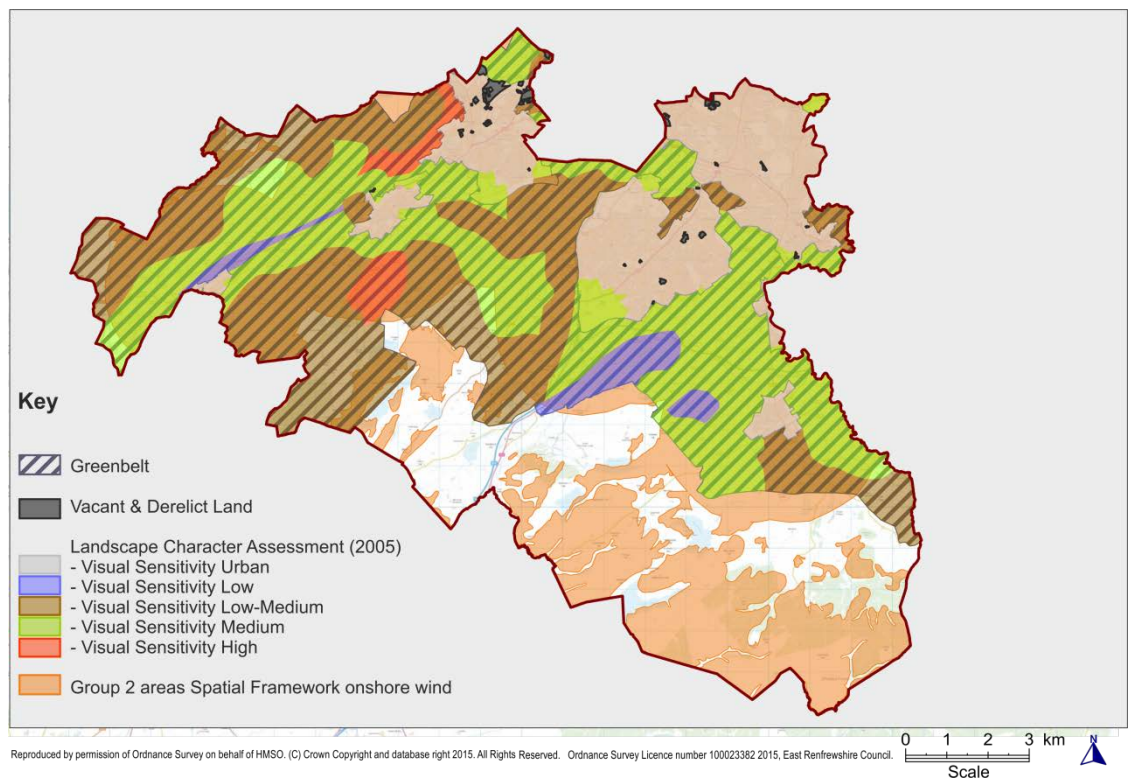 Key
Greenbelt
Vacant & Derelict Land
Landscape Character Assessment (2005)
- Visual Sensitivity Urban
- Visual Sensitivity Low
- Visual Sensitivity Low-Medium
- Visual Sensitivity Medium
- Visual Sensitivity High
Group 2 areas Spatial Framework onshore wind
Reproduced by permission of Ordnance Survey on behalf of HMSO. (C) Crown Copyright and database right 2015. All Rights Reserved. Ordnance Survey Licence number 100023382 2015, East Renfrewshire Council.
0 1 2 3 km
Scale
N